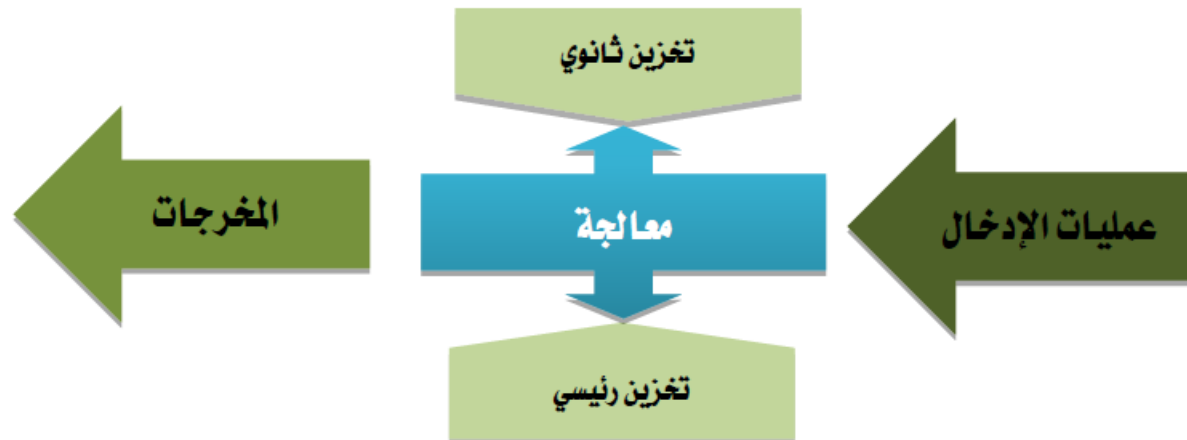 تخزين ثانوي
عمليات الإدخال
معالجة
المخرجات
تخزين رئيسي